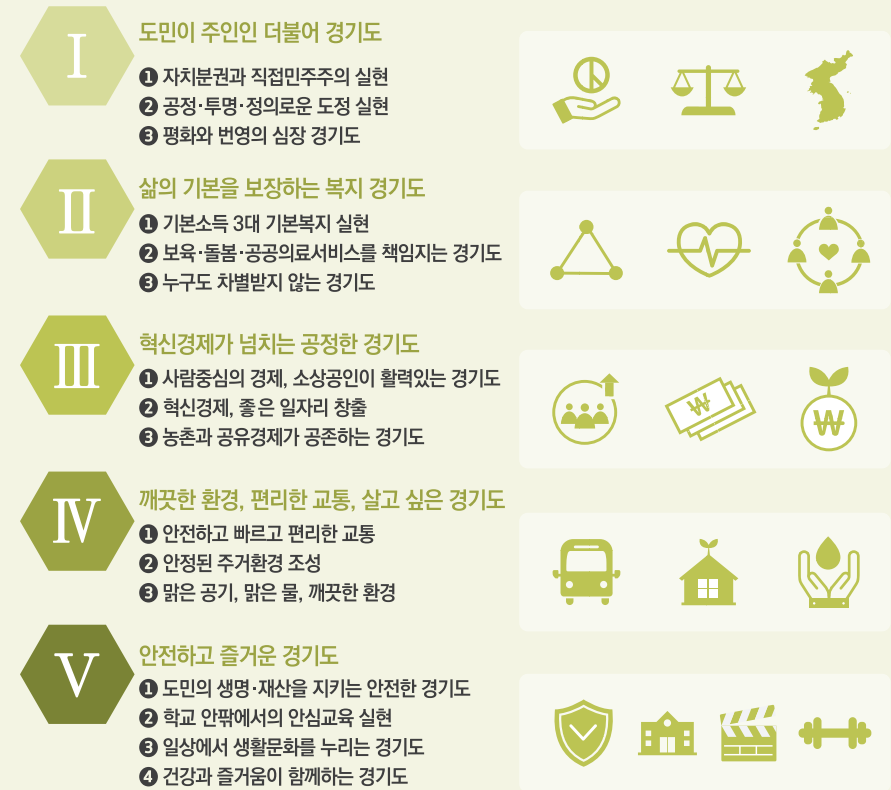 Ⅰ
도민이 주인인 더불어 경기도
❶ 자치분권과 직접민주주의 실현
❷ 공정·투명·정의로운 도정 실현
❸ 평화와 번영의 심장 경기도
Ⅱ
삶의 기본을 보장하는 복지 경기도
❶ 기본소득 3대 기본복지 실현
❷ 보육·돌봄·공공의료서비스를 책임지는 경기도
❸ 누구도 차별받지 않는 경기도
Ⅲ
혁신경제가 넘치는 공정한 경기도
❶ 사람중심의 경제, 소상공인이 활력있는 경기도
❷ 혁신경제, 좋은 일자리 창출
❸ 농촌과 공유경제가 공존하는 경기도
₩
₩
Ⅳ
깨끗한 환경, 편리한 교통, 살고 싶은 경기도
❶ 안전하고 빠르고 편리한 교통
❷ 안정된 주거환경 조성
❸ 맑은 공기, 맑은 물, 깨끗한 환경
Ⅴ
안전하고 즐거운 경기도
❶ 도민의 생명·재산을 지키는 안전한 경기도
❷ 학교 안팎에서의 안심교육 실현
❸ 일상에서 생활문화를 누리는 경기도
❹ 건강과 즐거움이 함께하는 경기도